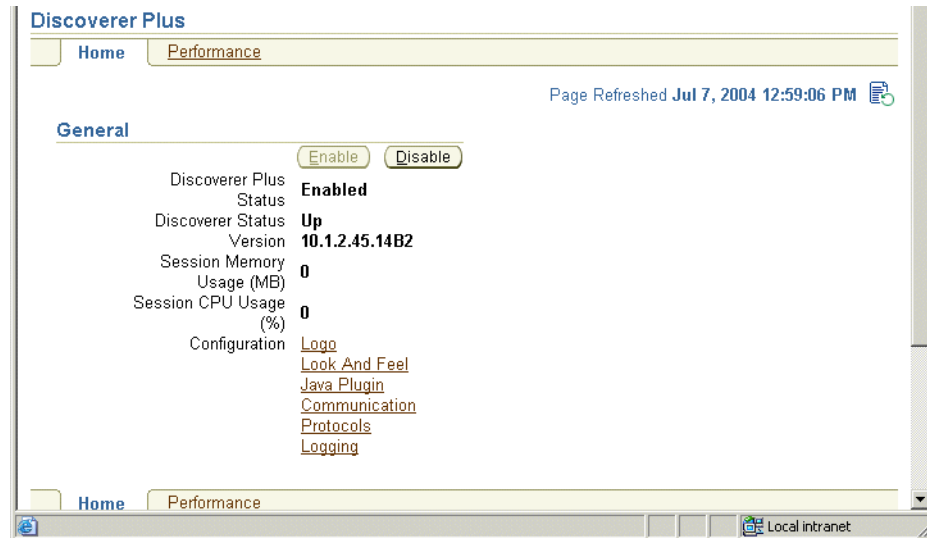 Discoverer Plus
Home Performance
Page Refreshed Jul 7, 2004 12:59:06 PM
General
Enable Disable
Discoverer Plus
Status Enabled
Discoverer Status Up
Version 10.1.2.45.14B2
Session Memory
Usage (MB) 0
Session CPU Usage
(%) 0
Configuration Logo
Look And Feel
Java Plugin
Communication
Protocols
Logging
Home Performance
Local intranet